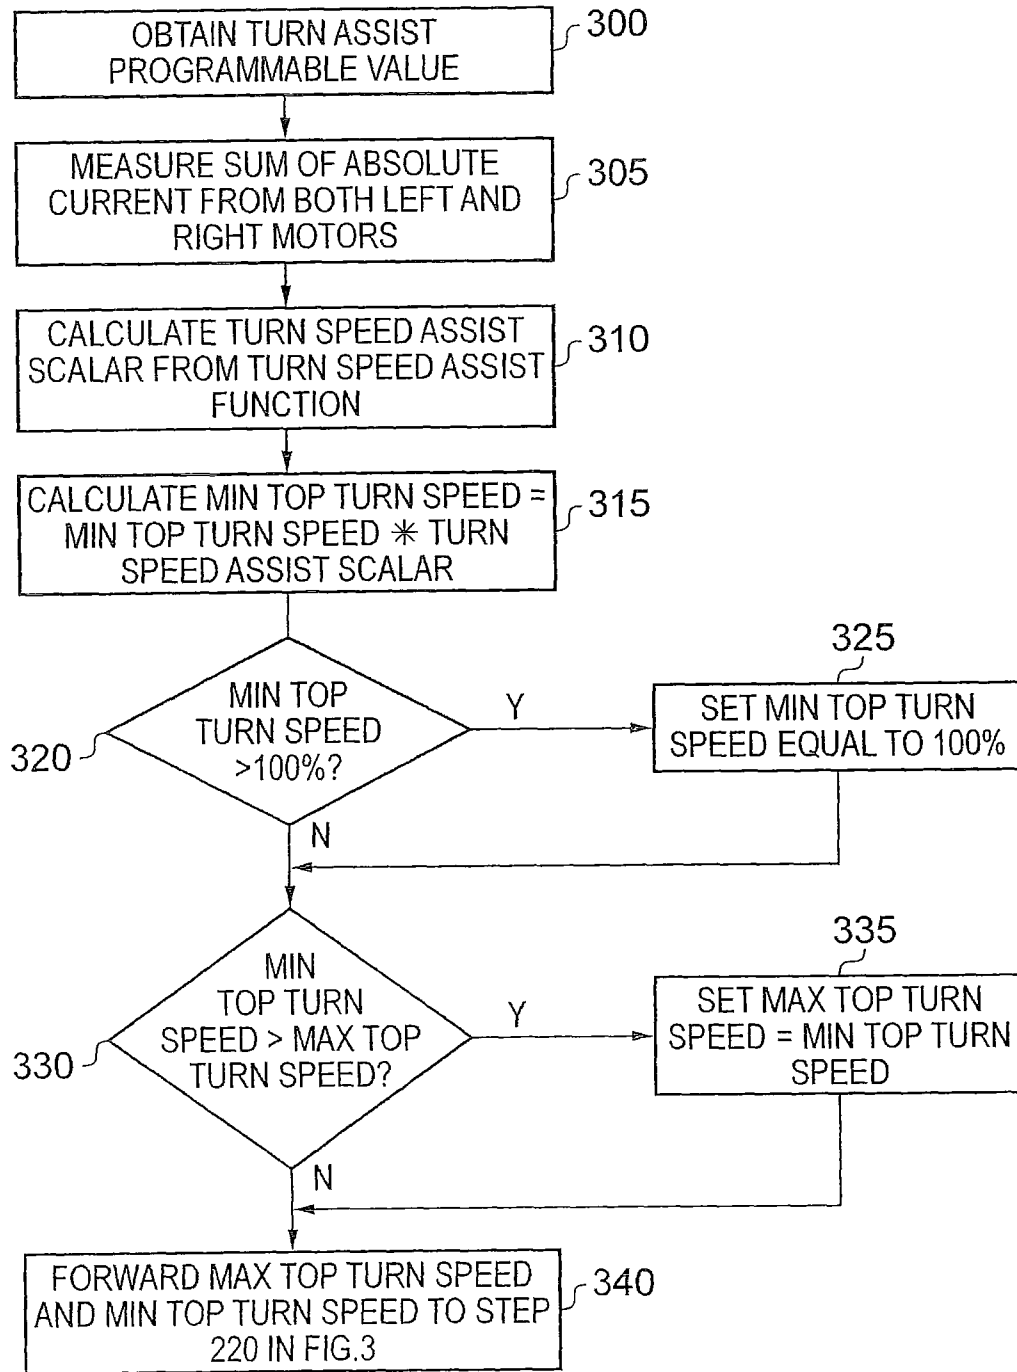 OBTAIN TURN ASSIST
PROGRAMMABLE VALUE
300
MEASURE SUM OF ABSOLUTE
CURRENT FROM BOTH LEFT AND
RIGHT MOTORS
305
CALCULATE TURN SPEED ASSIST
SCALAR FROM TURN SPEED ASSIST
FUNCTION
310
CALCULATE MIN TOP TURN SPEED =
MIN TOP TURN SPEED * TURN
SPEED ASSIST SCALAR
315
MIN TOP
TURN SPEED
>100%?
320
Y
N
325
SET MIN TOP TURN
SPEED EQUAL TO 100%
MIN
TOP TURN
SPEED > MAX TOP
TURN SPEED?
330
Y
N
335
SET MAX TOP TURN
SPEED = MIN TOP TURN
SPEED
FORWARD MAX TOP TURN SPEED
AND MIN TOP TURN SPEED TO STEP
220 IN FIG.3
340